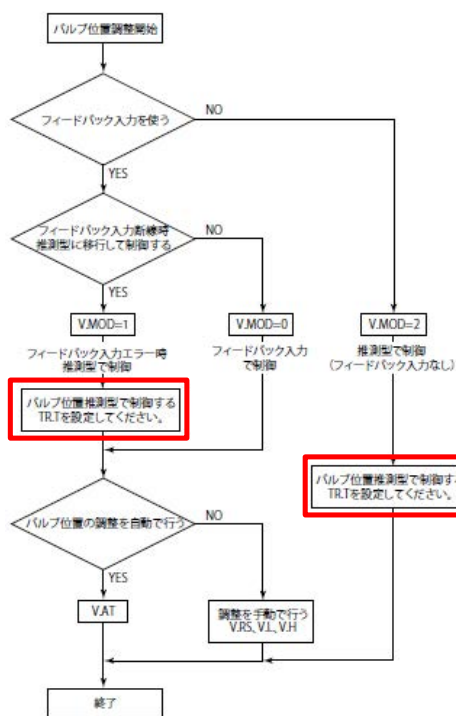 バルブ位置調整開始
フィードバック入力を使う
NO
YES
フィードバック入力断線時
推測型に移行して制御する
NO
YES
V.MOD=1
V.MOD=0
V.MOD=2
フィードバック入力エラー時
推測型で制御
フィードバック入力
で制御
推測型で制御
(フィードバック入力なし)
バルブ位置推測型で制御する
TR.Tを設定してください。
バルブ位置推測型で制御す
TR.Tを設定してください。
バルブ位置の調整を自動で行う
NO
YES
V.AT
調整を手動で行う
V.RS、V.L、V.H
終了